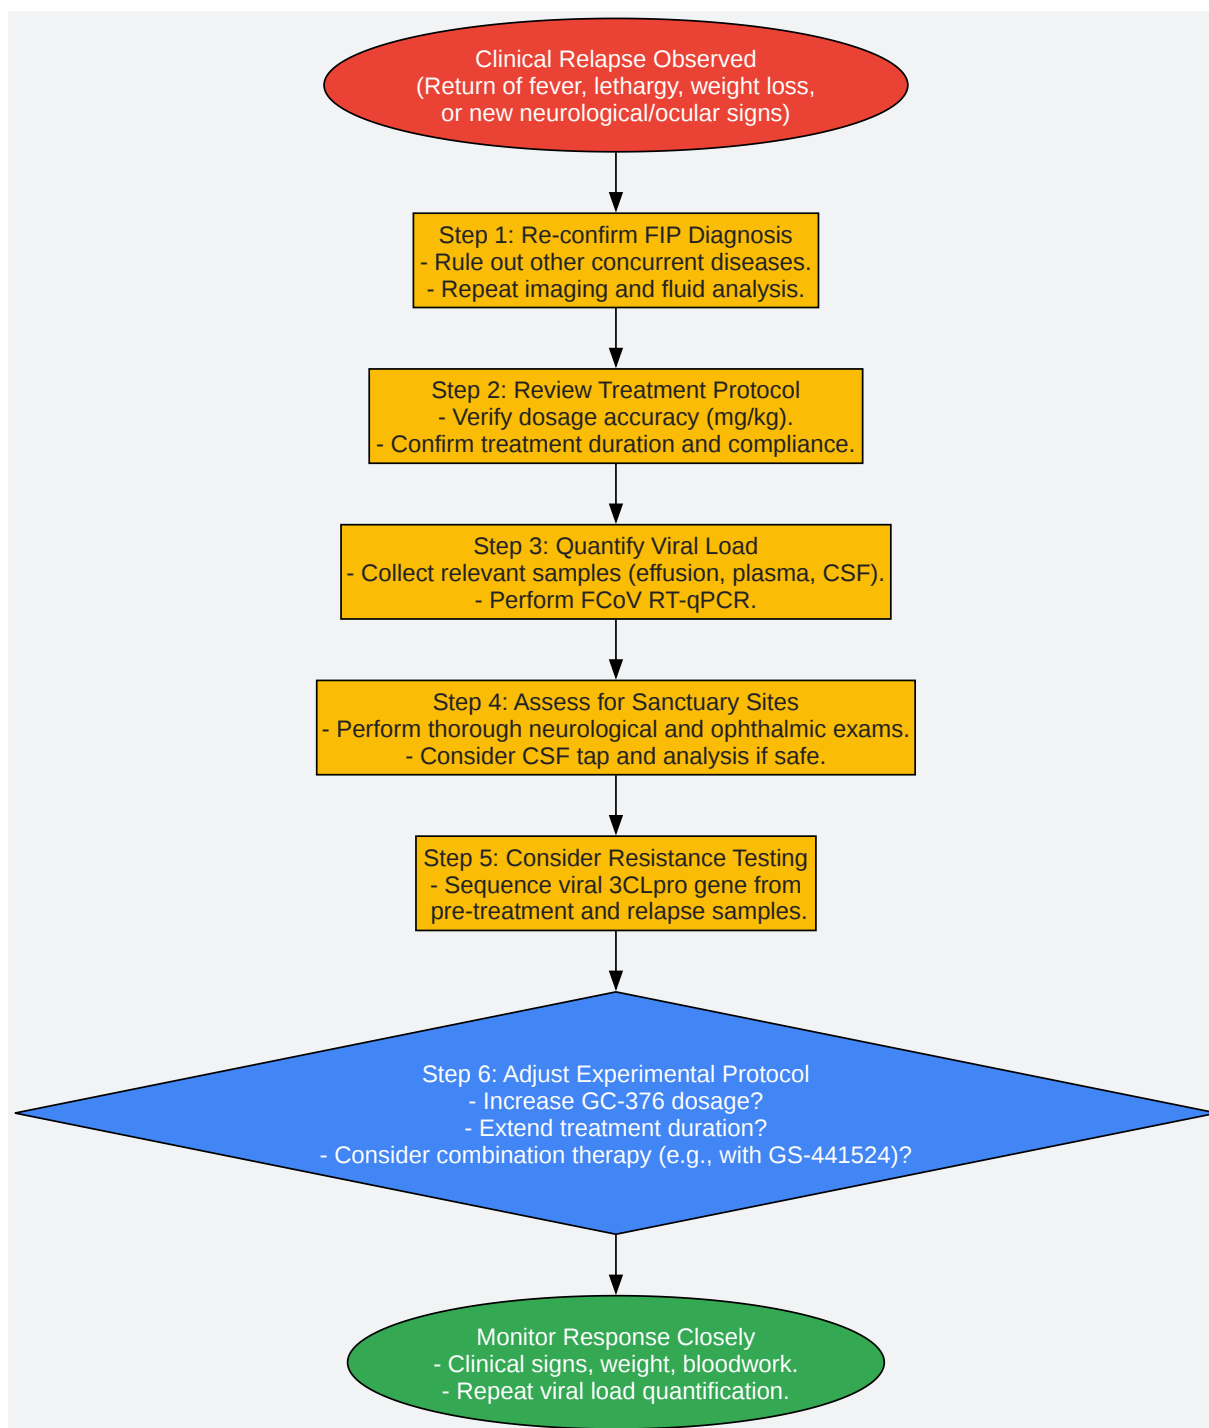 Clinical Relapse Observed
(Return of fever, lethargy, weight loss,
or new neurological/ocular signs)
Step 1: Re-confirm FIP Diagnosis
- Rule out other concurrent diseases.
- Repeat imaging and fluid analysis.
Step 2: Review Treatment Protocol
- Verify dosage accuracy (mg/kg).
- Confirm treatment duration and compliance.
Step 3: Quantify Viral Load
- Collect relevant samples (effusion, plasma, CSF).
- Perform FCoV RT-qPCR.
Step 4: Assess for Sanctuary Sites
- Perform thorough neurological and ophthalmic exams.
- Consider CSF tap and analysis if safe.
Step 5: Consider Resistance Testing
- Sequence viral 3CLpro gene from
pre-treatment and relapse samples.
Step 6: Adjust Experimental Protocol
- Increase GC-376 dosage?
- Extend treatment duration?
- Consider combination therapy (e.g., with GS-441524)?
Monitor Response Closely
- Clinical signs, weight, bloodwork.
- Repeat viral load quantification.